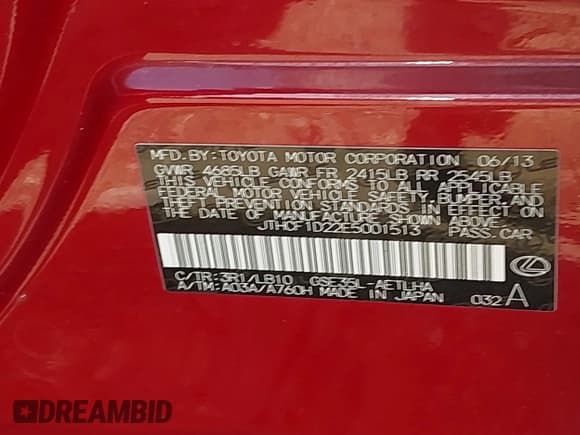 MFD.BY:TOYOTA MOTOR CORPORATION 06/13
GVWR 4685LB GAWR FR 2415LB RR 2545LB
THIS VEHICLE CONFORMS TO ALL APPLICABLE
FEDERAL MOTOR VEHICLE SAFETY,BUMPER,AND
THEFT PREVENTION STANDARDS IN EFFECT ON
THE DATE OF MANUFACTURE SHOWN ABOVE.
JTHCF1D22E5001513 PASS.CAR
C/TR:3R1/LB10 GSE35L-AETLHA
A/TM:A03A/A760H MADE IN JAPAN 032 A
DREAMBID